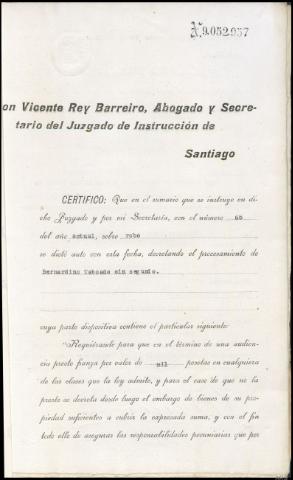 N.9.052,957
on Vicente Rey Barreiro, Abogado y Secre-
tario del Juzgado de Instrucción de
Santiago
CERTIFICO: Que en el sumario que se instruye en di-
cho Juzgado y por mi Secretaría, con el número 65
del año actual, sobre robo
se dictó auto con esta fecha, decretando el procesamiento de
Bernardino Taboada sin segundo.
cuya parte dispositiva contiene el particular siguiente:
«Requiérasele para que en el término de una audien-
cia preste fianza por valor de mil pesetas en cualquiera
de las clases que la ley admite, y para el caso de que no la
preste se decreta desde luego el embargo de bienes de su pro-
piedad suficientes a cubrir la expresada suma, y con el fin
todo ello de asegurar las responsabilidades pecuniarias que por